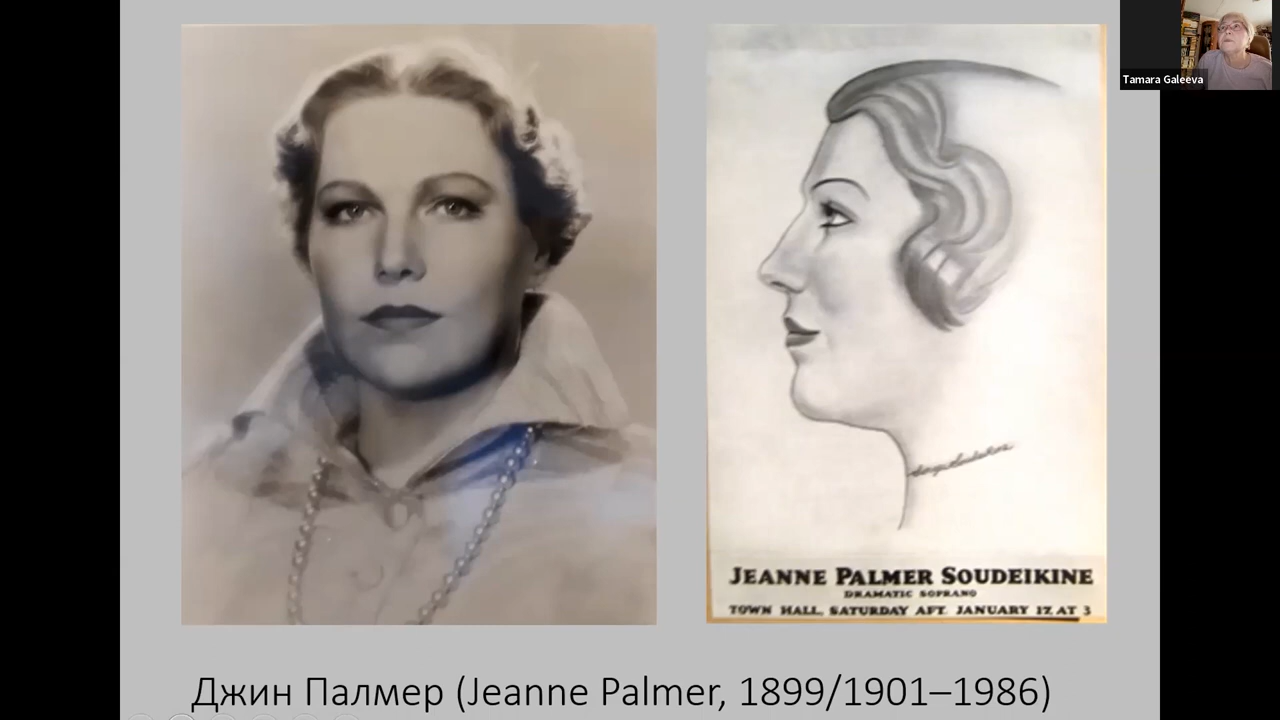 Tamara Galeeva
JEANNE PALMER SOUDEIKINE
DRAMATIC SOPRANO
TOWN HALL, SATURDAY AFT. JANUARY 17 AT 3
Джин Палмер (Jeanne Palmer, 1899/1901–1986)